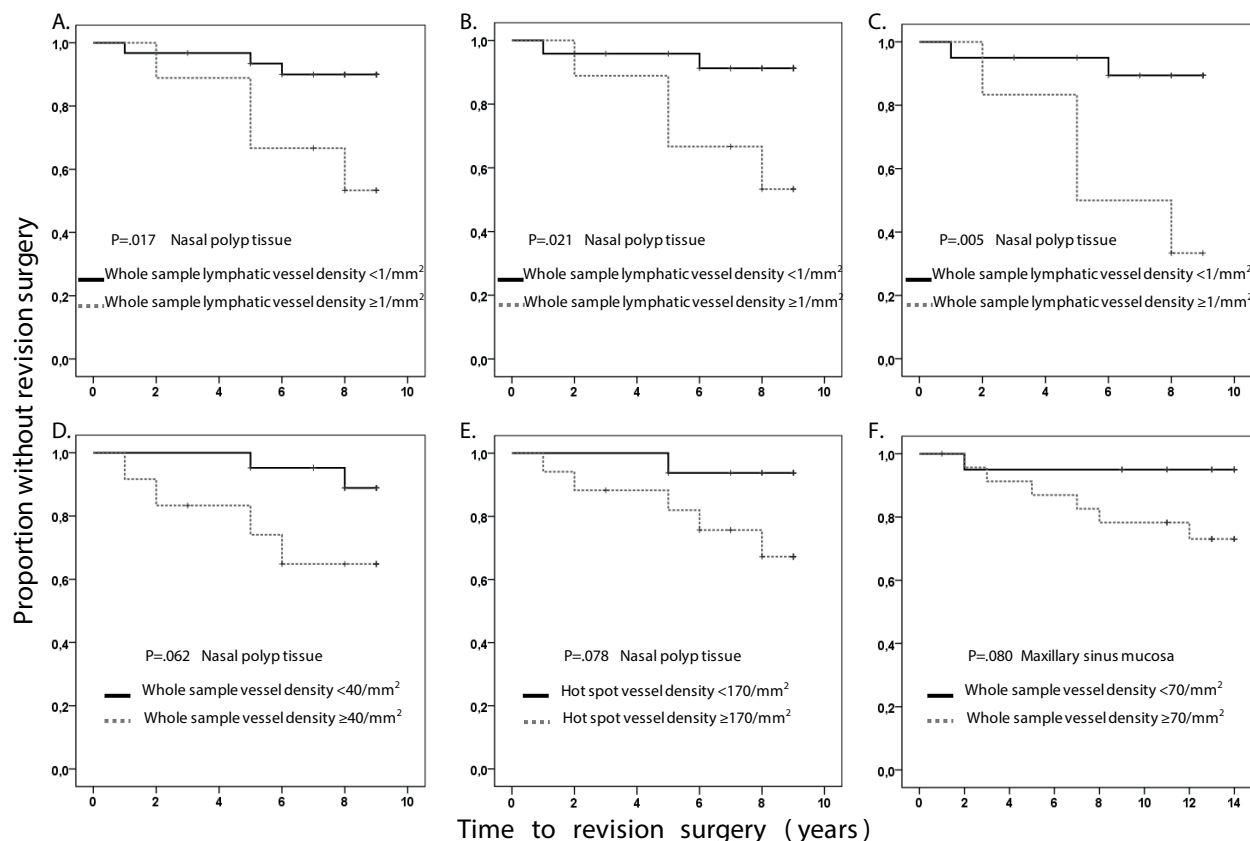 Proportion without revision surgery
A.
1,0
0,8
0,6
0,4
0,2
0,0
P=.017 Nasal polyp tissue
Whole sample lymphatic vessel density <1/mm²
Whole sample lymphatic vessel density ≥1/mm²
0 2 4 6 8 10
B.
1,0
0,8
0,6
0,4
0,2
0,0
P=.021 Nasal polyp tissue
Whole sample lymphatic vessel density <1/mm²
Whole sample lymphatic vessel density ≥1/mm²
0 2 4 6 8 10
C.
1,0
0,8
0,6
0,4
0,2
0,0
P=.005 Nasal polyp tissue
Whole sample lymphatic vessel density <1/mm²
Whole sample lymphatic vessel density ≥1/mm²
0 2 4 6 8 10
D.
1,0
0,8
0,6
0,4
0,2
0,0
P=.062 Nasal polyp tissue
Whole sample vessel density <40/mm²
Whole sample vessel density ≥40/mm²
0 2 4 6 8 10
E.
1,0
0,8
0,6
0,4
0,2
0,0
P=.078 Nasal polyp tissue
Hot spot vessel density <170/mm²
Hot spot vessel density ≥170/mm²
0 2 4 6 8 10
F.
1,0
0,8
0,6
0,4
0,2
0,0
P=.080 Maxillary sinus mucosa
Whole sample vessel density <70/mm²
Whole sample vessel density ≥70/mm²
0 2 4 6 8 10 12 14
Time to revision surgery (years)